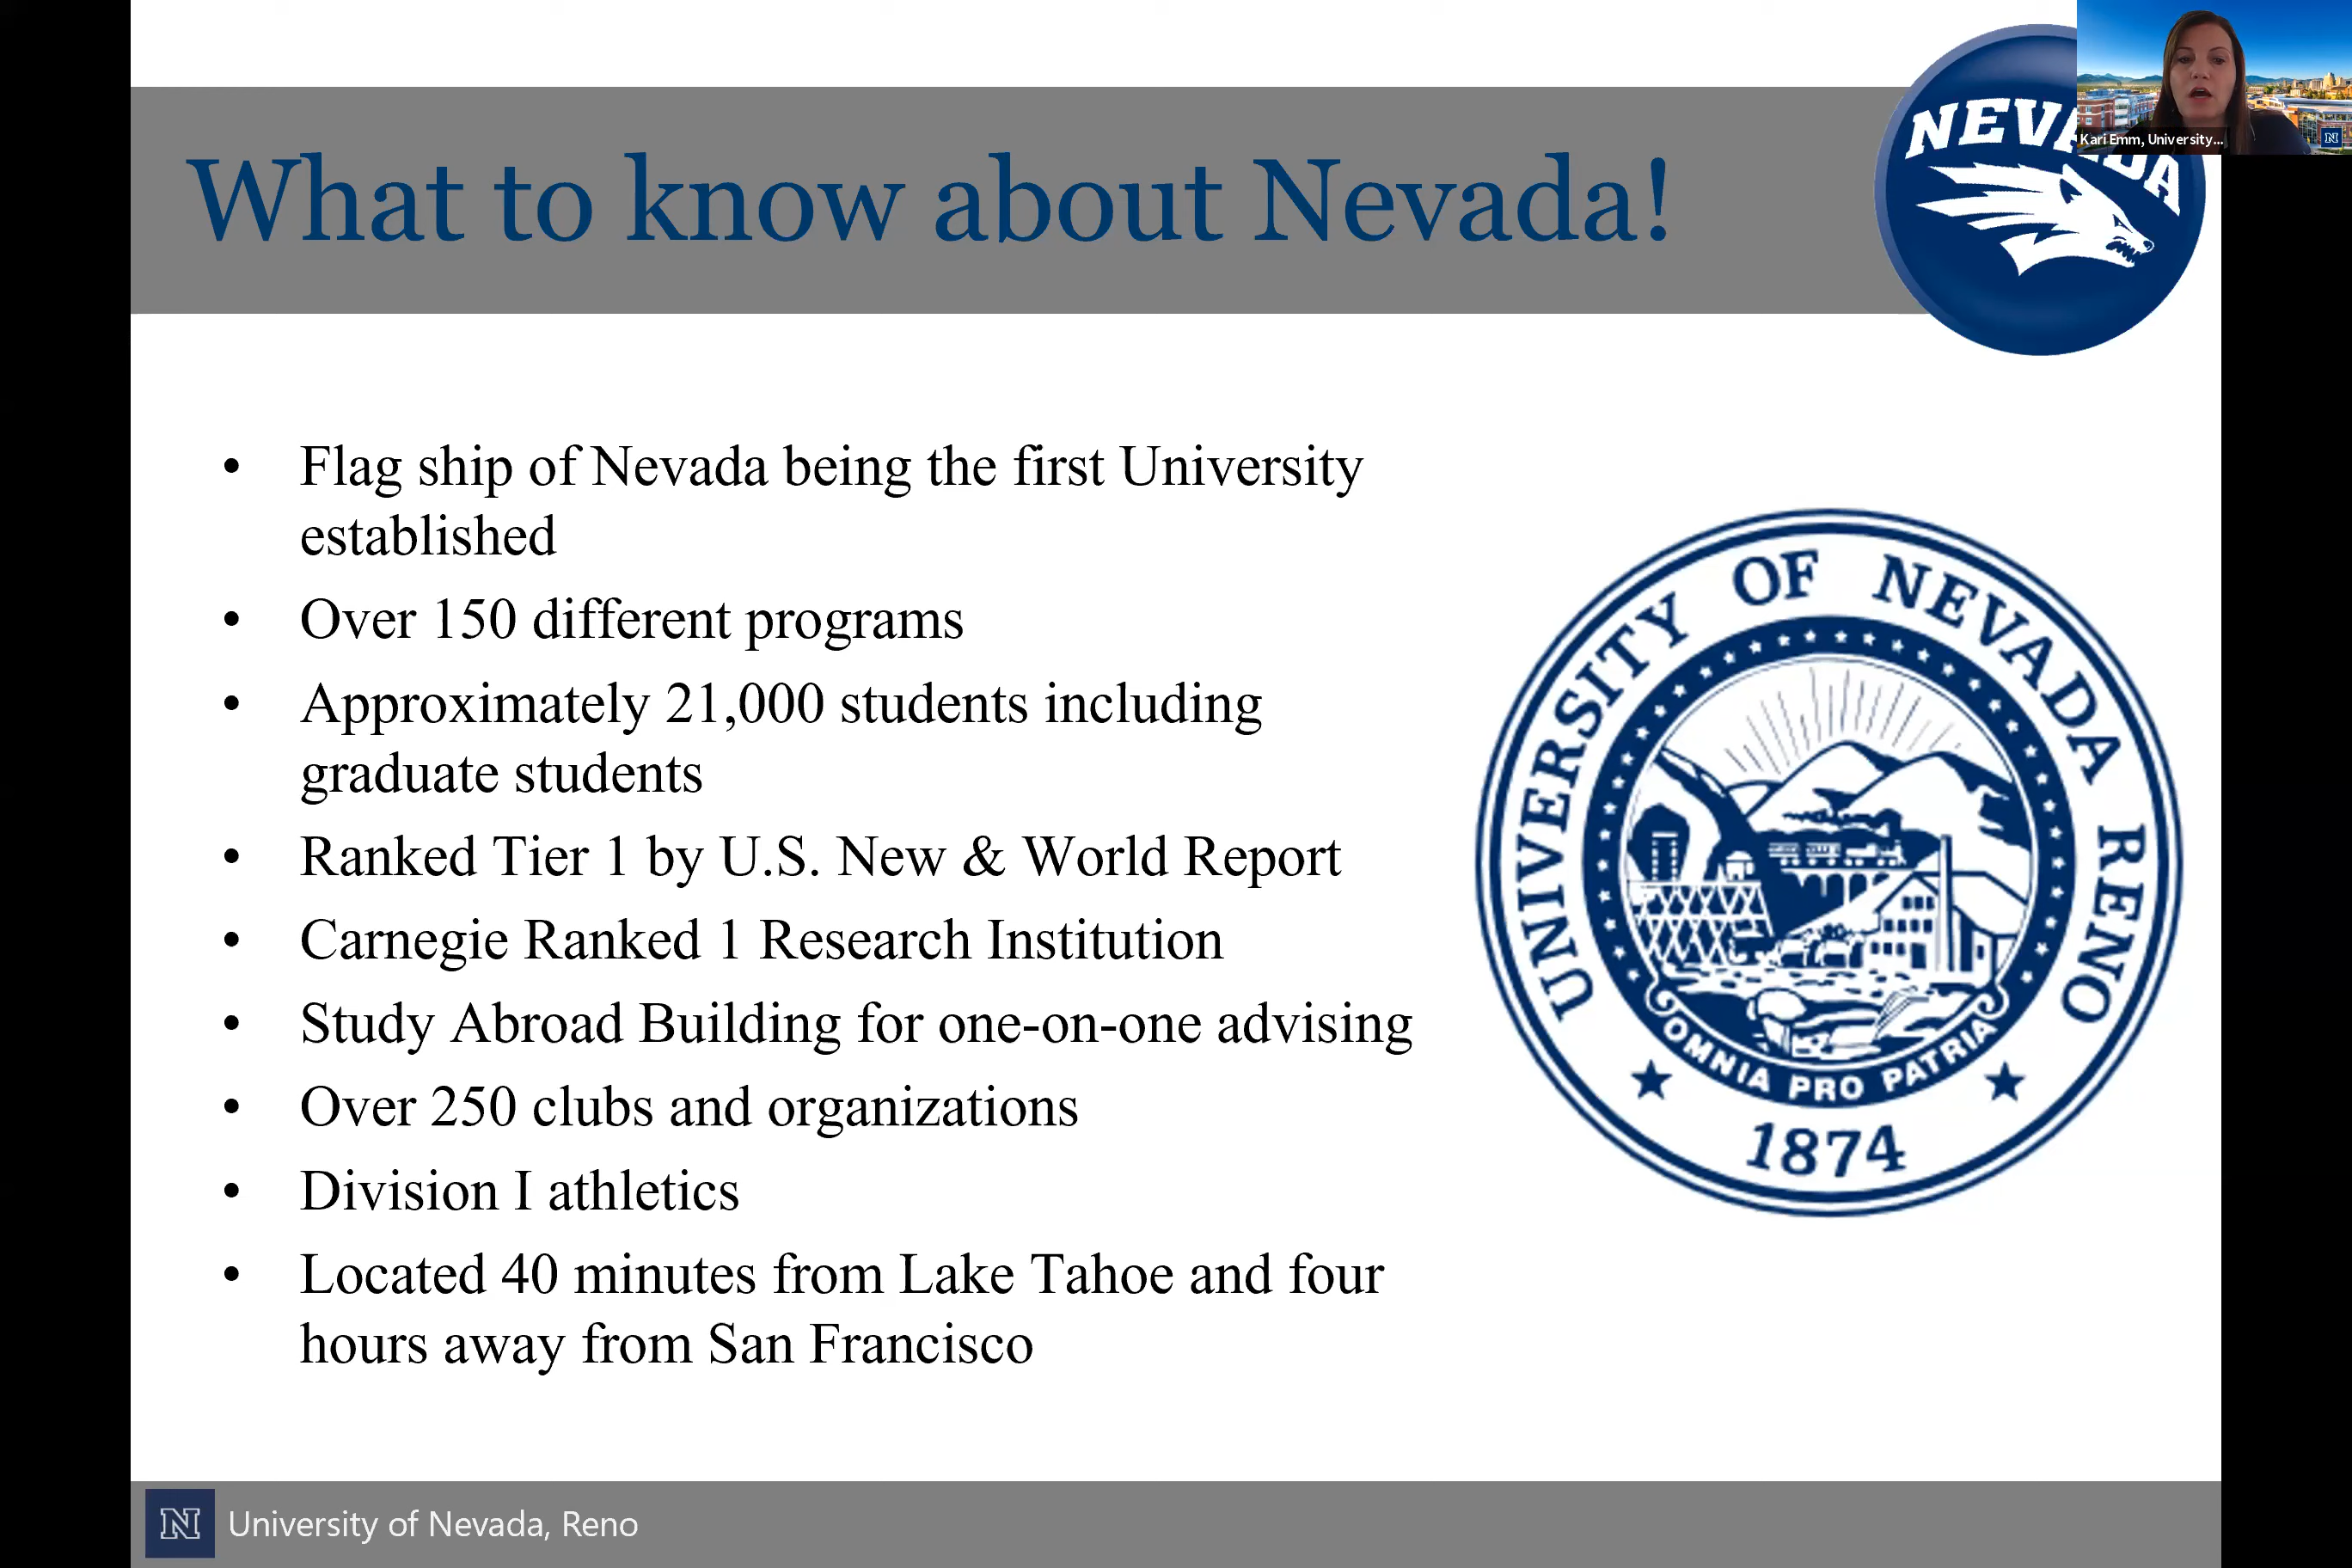 What to know about Nevada!
NEVADA
Kari Emm, University...
N
• Flag ship of Nevada being the first University
established
• Over 150 different programs
• Approximately 21,000 students including
graduate students
• Ranked Tier 1 by U.S. New & World Report
• Carnegie Ranked 1 Research Institution
• Study Abroad Building for one-on-one advising
• Over 250 clubs and organizations
• Division I athletics
• Located 40 minutes from Lake Tahoe and four
hours away from San Francisco
UNIVERSITY OF NEVADA RENO
OMNIA PRO PATRIA
1874
N
University of Nevada, Reno